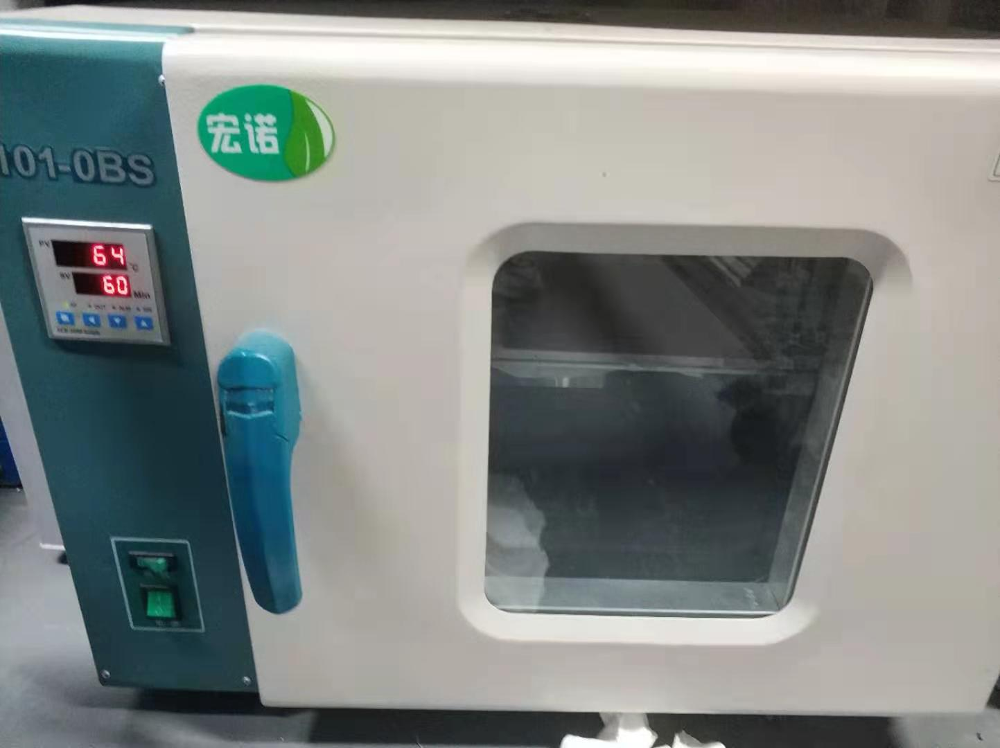 宏诺
101-0BS
PV 64 ℃
SV 60 Min